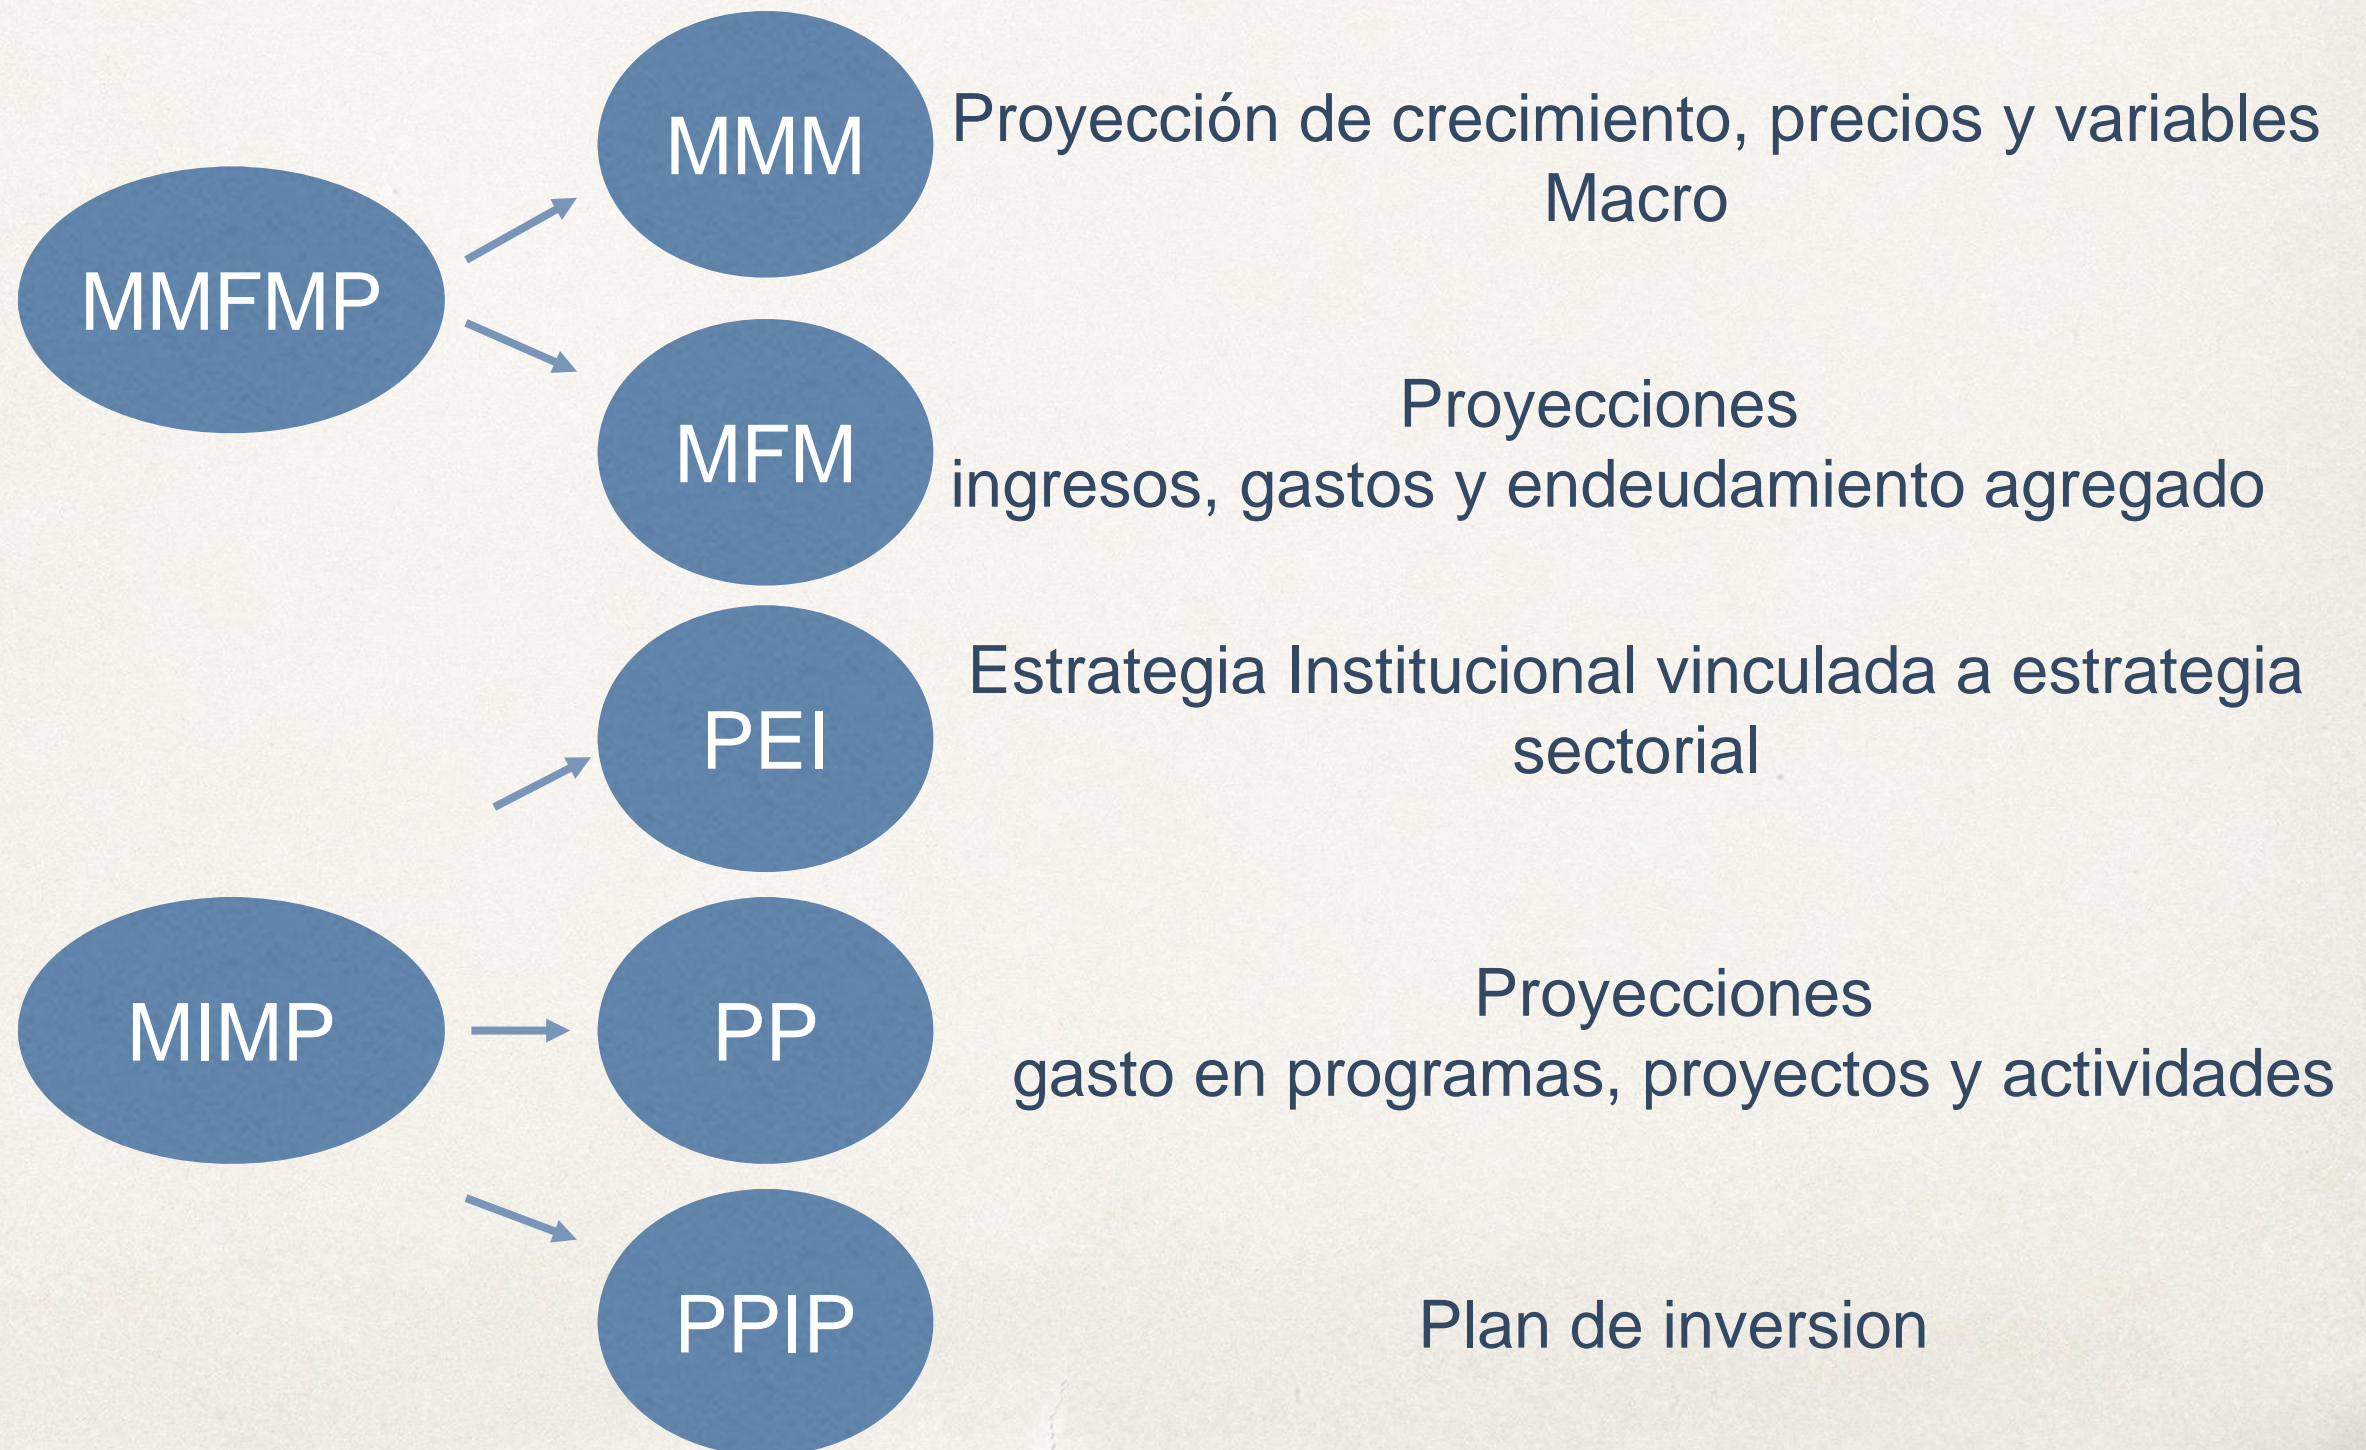 MMFMP
MMM
Proyección de crecimiento, precios y variables
Macro
MFM
Proyecciones
ingresos, gastos y endeudamiento agregado
PEI
Estrategia Institucional vinculada a estrategia
sectorial
MIMP
PP
Proyecciones
gasto en programas, proyectos y actividades
PPIP
Plan de inversion